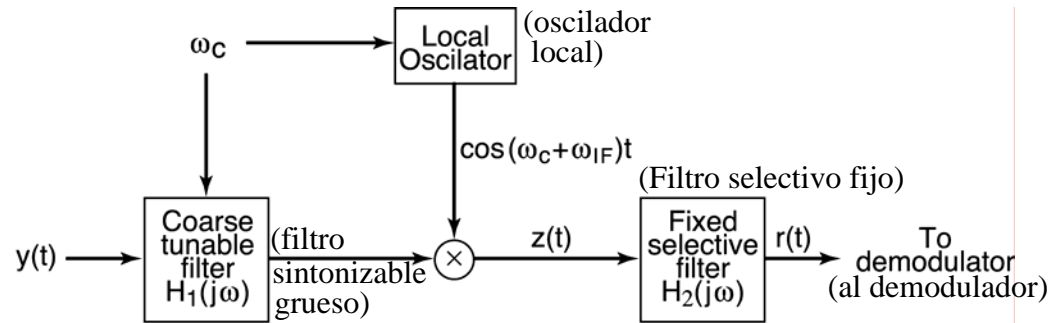 ωc
Local
Oscilator
(oscilador
local)
cos(ωc+ωIF)t
y(t)
Coarse
tunable
filter
H1(jω)
(filtro
sintonizable
grueso)
×
z(t)
(Filtro selectivo fijo)
Fixed
selective
filter
H2(jω)
r(t)
To
demodulator
(al demodulador)